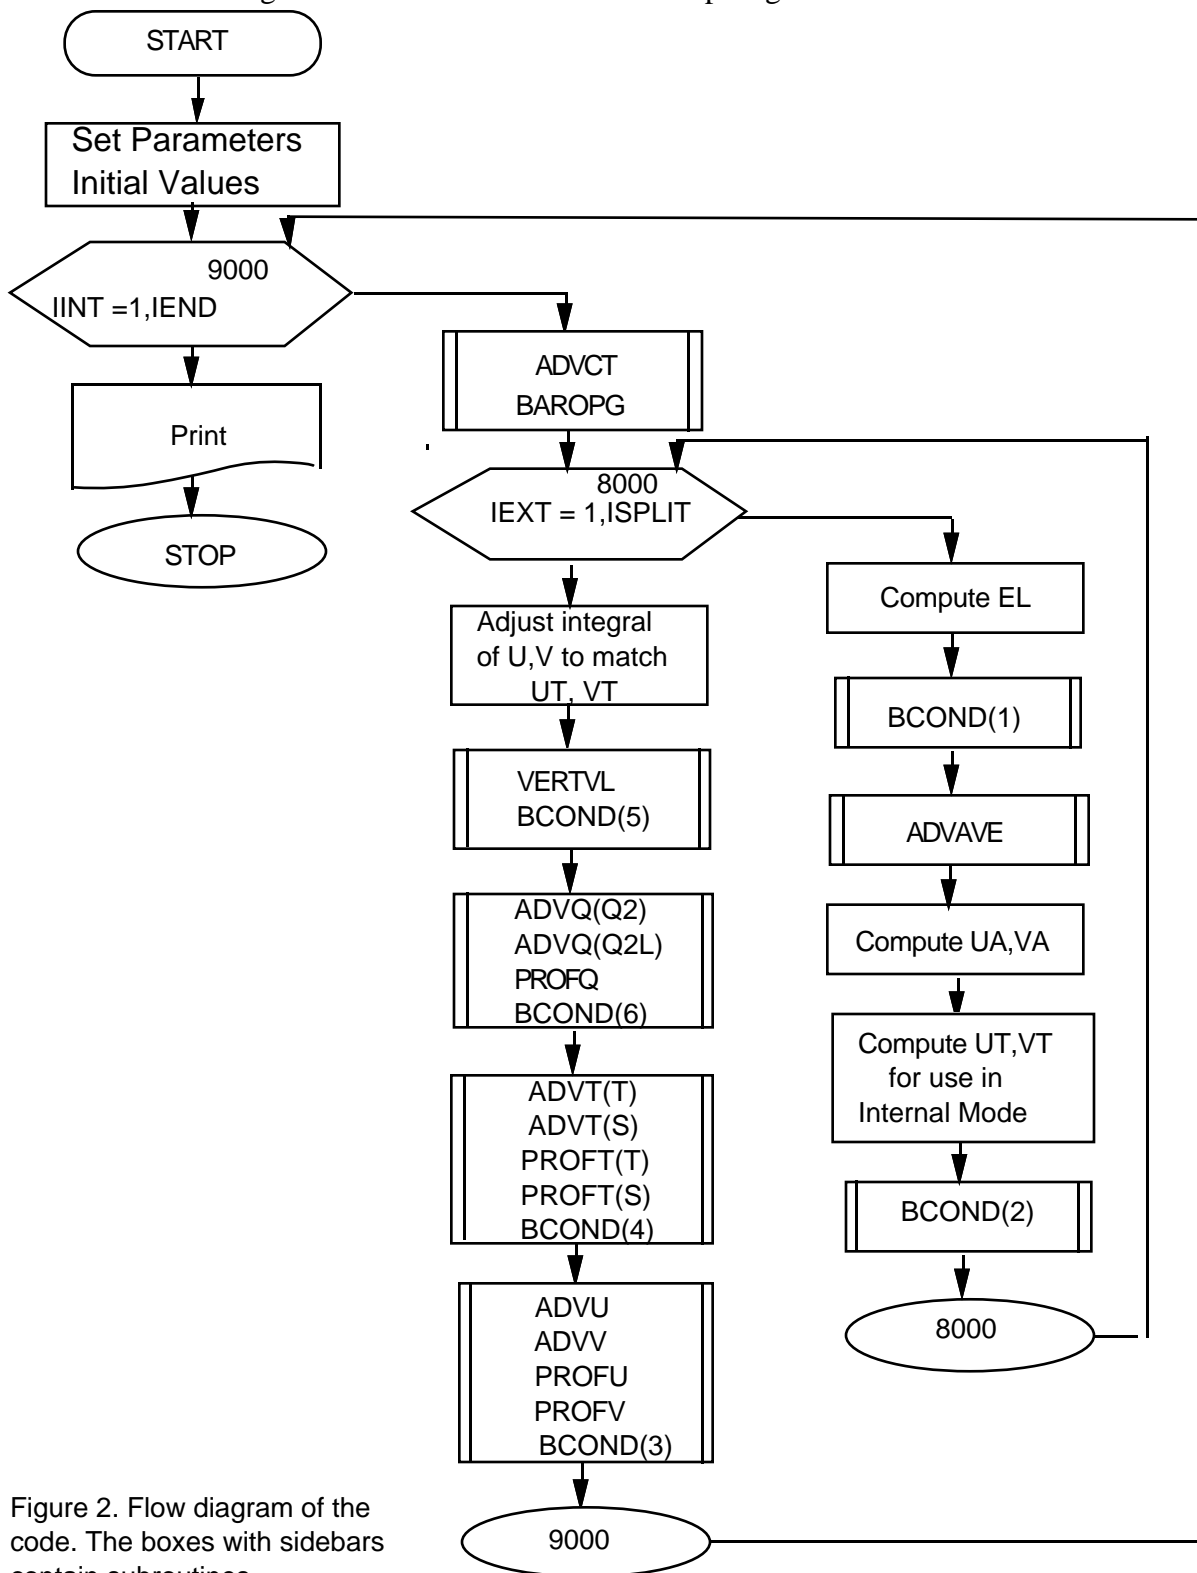 START
Set Parameters
Initial Values
9000
IINT =1,IEND
Print
STOP
ADVCT
BAROPG
8000
IEXT = 1,ISPLIT
Adjust integral
of U,V to match
UT, VT
VERTVL
BCOND(5)
ADVQ(Q2)
ADVQ(Q2L)
PROFQ
BCOND(6)
ADVT(T)
ADVT(S)
PROFT(T)
PROFT(S)
BCOND(4)
ADVU
ADVV
PROFU
PROFV
BCOND(3)
9000
Compute EL
BCOND(1)
ADVAVE
Compute UA,VA
Compute UT,VT
for use in
Internal Mode
BCOND(2)
8000
Figure 2. Flow diagram of the
code. The boxes with sidebars
contain subroutines